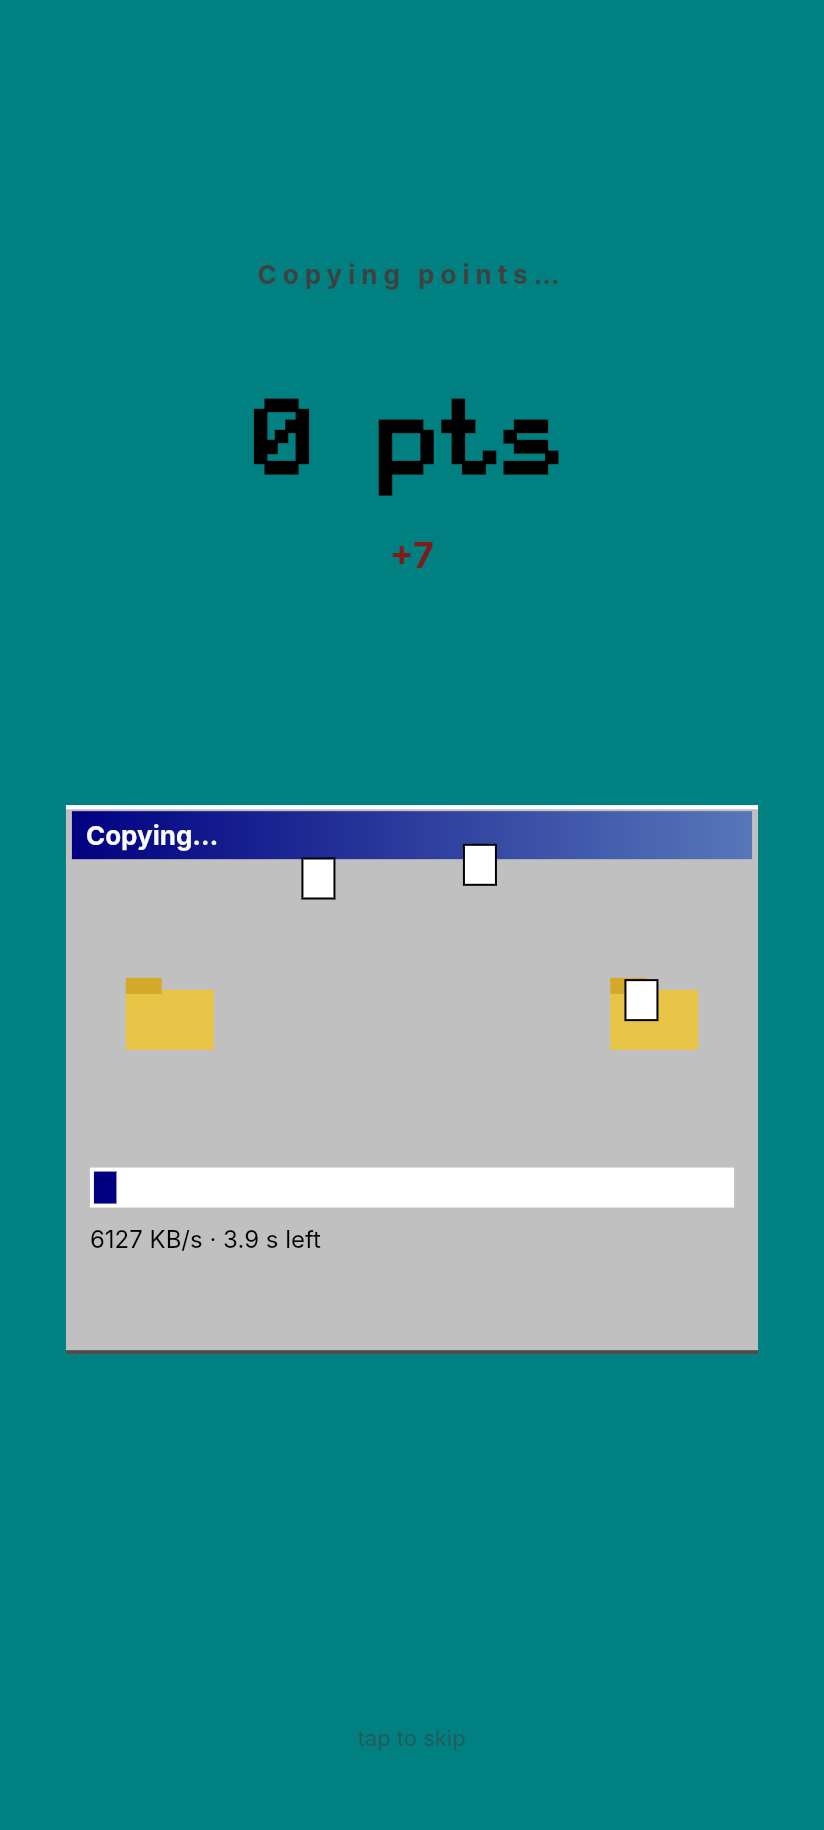 Copying points…
0 pts
+7
Copying...
6127 KB/s · 3.9 s left
tap to skip